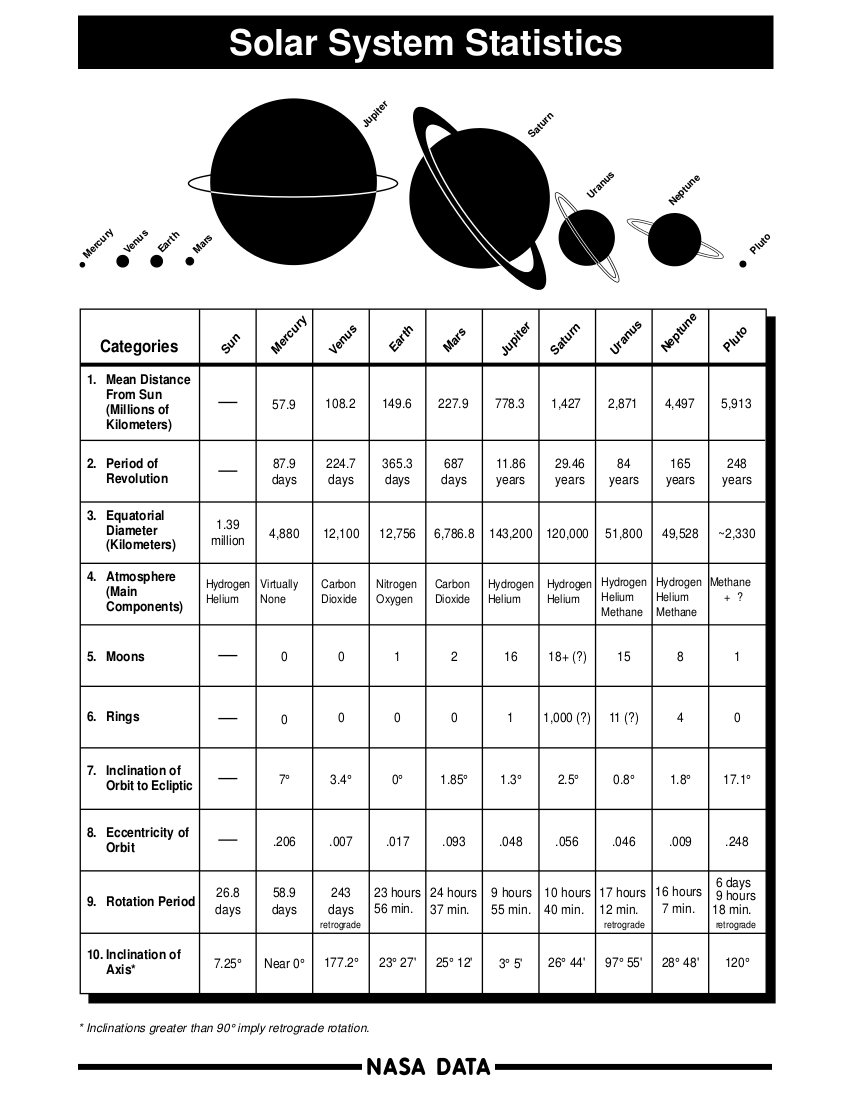 Solar System Statistics
Jupiter
Saturn
Uranus
Neptune
Mercury
Venus
Earth
Mars
Pluto
Categories Sun Mercury Venus Earth Mars Jupiter Saturn Uranus Neptune Pluto
1. Mean Distance
From Sun
(Millions of
Kilometers)
— 57.9 108.2 149.6 227.9 778.3 1,427 2,871 4,497 5,913
2. Period of
Revolution
— 87.9 224.7 365.3 687 11.86 29.46 84 165 248
days days days days years years years years years
3. Equatorial
Diameter
(Kilometers)
1.39
million
4,880 12,100 12,756 6,786.8 143,200 120,000 51,800 49,528 ~2,330
4. Atmosphere
(Main
Components)
Hydrogen
Helium
Virtually
None
Carbon
Dioxide
Nitrogen
Oxygen
Carbon
Dioxide
Hydrogen
Helium
Hydrogen
Helium
Hydrogen
Helium
Methane
Hydrogen
Helium
Methane
Methane
+ ?
5. Moons — 0 0 1 2 16 18+ (?) 15 8 1
6. Rings — 0 0 0 0 1 1,000 (?) 11 (?) 4 0
7. Inclination of
Orbit to Ecliptic
— 7° 3.4° 0° 1.85° 1.3° 2.5° 0.8° 1.8° 17.1°
8. Eccentricity of
Orbit
— .206 .007 .017 .093 .048 .056 .046 .009 .248
9. Rotation Period
26.8
days
58.9
days
243
days
retrograde
23 hours
56 min.
24 hours
37 min.
9 hours
55 min.
10 hours
40 min.
17 hours
12 min.
retrograde
16 hours
7 min.
6 days
9 hours
18 min.
retrograde
10. Inclination of
Axis*
7.25° Near 0° 177.2° 23° 27' 25° 12' 3° 5' 26° 44' 97° 55' 28° 48' 120°
* Inclinations greater than 90° imply retrograde rotation.
NASA DATA